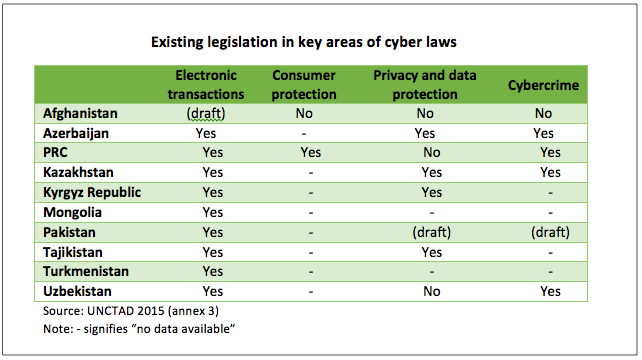 Existing legislation in key areas of cyber laws
Electronic transactions Consumer protection Privacy and data protection Cybercrime
Afghanistan (draft) No No No
Azerbaijan Yes - Yes Yes
PRC Yes Yes No Yes
Kazakhstan Yes - Yes Yes
Kyrgyz Republic Yes - Yes -
Mongolia Yes - - -
Pakistan Yes - (draft) (draft)
Tajikistan Yes - Yes -
Turkmenistan Yes - - -
Uzbekistan Yes - No Yes
Source: UNCTAD 2015 (annex 3)
Note: - signifies “no data available”